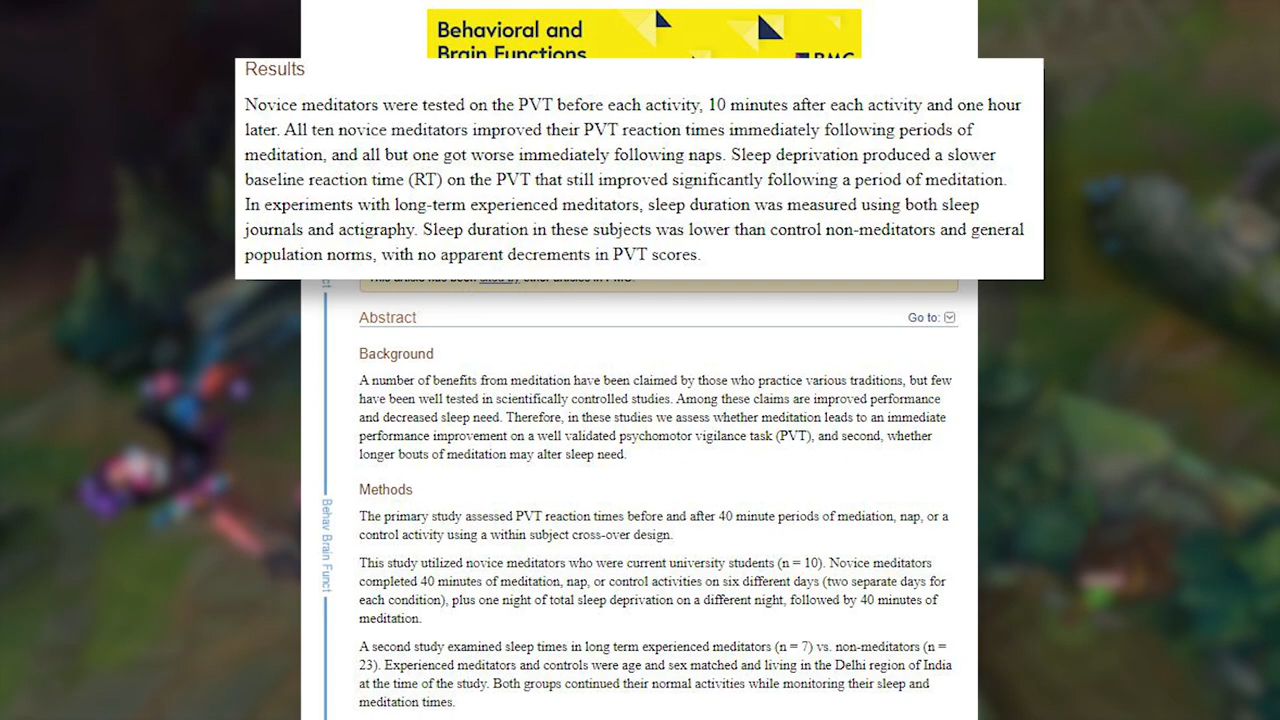 Behavioral and
Brain Functions
BMC
Results
Novice meditators were tested on the PVT before each activity, 10 minutes after each activity and one hour
later. All ten novice meditators improved their PVT reaction times immediately following periods of
meditation, and all but one got worse immediately following naps. Sleep deprivation produced a slower
baseline reaction time (RT) on the PVT that still improved significantly following a period of meditation.
In experiments with long-term experienced meditators, sleep duration was measured using both sleep
journals and actigraphy. Sleep duration in these subjects was lower than control non-meditators and general
population norms, with no apparent decrements in PVT scores.
This article has been cited by other articles in PMC.
Abstract
Go to:
Background
A number of benefits from meditation have been claimed by those who practice various traditions, but few
have been well tested in scientifically controlled studies. Among these claims are improved performance
and decreased sleep need. Therefore, in these studies we assess whether meditation leads to an immediate
performance improvement on a well validated psychomotor vigilance task (PVT), and second, whether
longer bouts of meditation may alter sleep need.
Methods
The primary study assessed PVT reaction times before and after 40 minute periods of mediation, nap, or a
control activity using a within subject cross-over design.
This study utilized novice meditators who were current university students (n = 10). Novice meditators
completed 40 minutes of meditation, nap, or control activities on six different days (two separate days for
each condition), plus one night of total sleep deprivation on a different night, followed by 40 minutes of
meditation.
A second study examined sleep times in long term experienced meditators (n = 7) vs. non-meditators (n =
23). Experienced meditators and controls were age and sex matched and living in the Delhi region of India
at the time of the study. Both groups continued their normal activities while monitoring their sleep and
meditation times.
ct
Behav Brain Funct